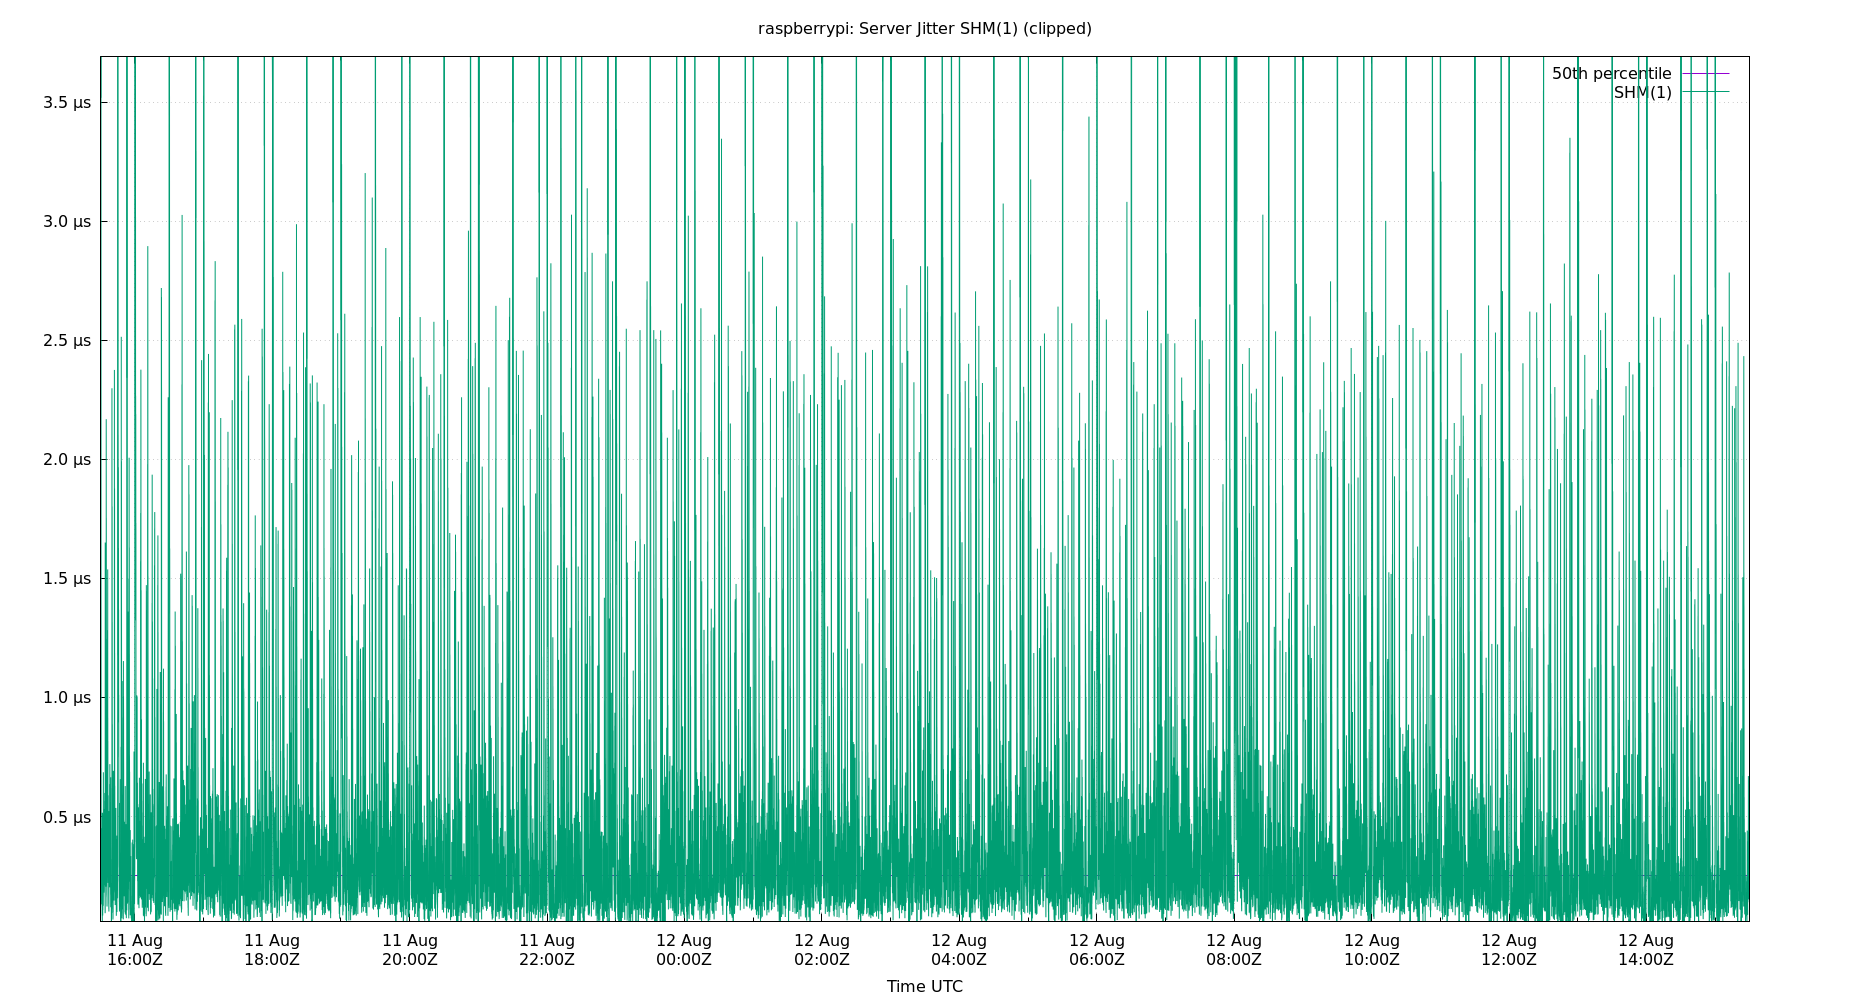 raspberrypi: Server Jitter SHM(1) (clipped)
50th percentile
SHM(1)
3.5 µs
3.0 µs
2.5 µs
2.0 µs
1.5 µs
1.0 µs
0.5 µs
11 Aug 11 Aug 11 Aug 11 Aug 12 Aug 12 Aug 12 Aug 12 Aug 12 Aug 12 Aug 12 Aug 12 Aug
16:00Z 18:00Z 20:00Z 22:00Z 00:00Z 02:00Z 04:00Z 06:00Z 08:00Z 10:00Z 12:00Z 14:00Z
Time UTC